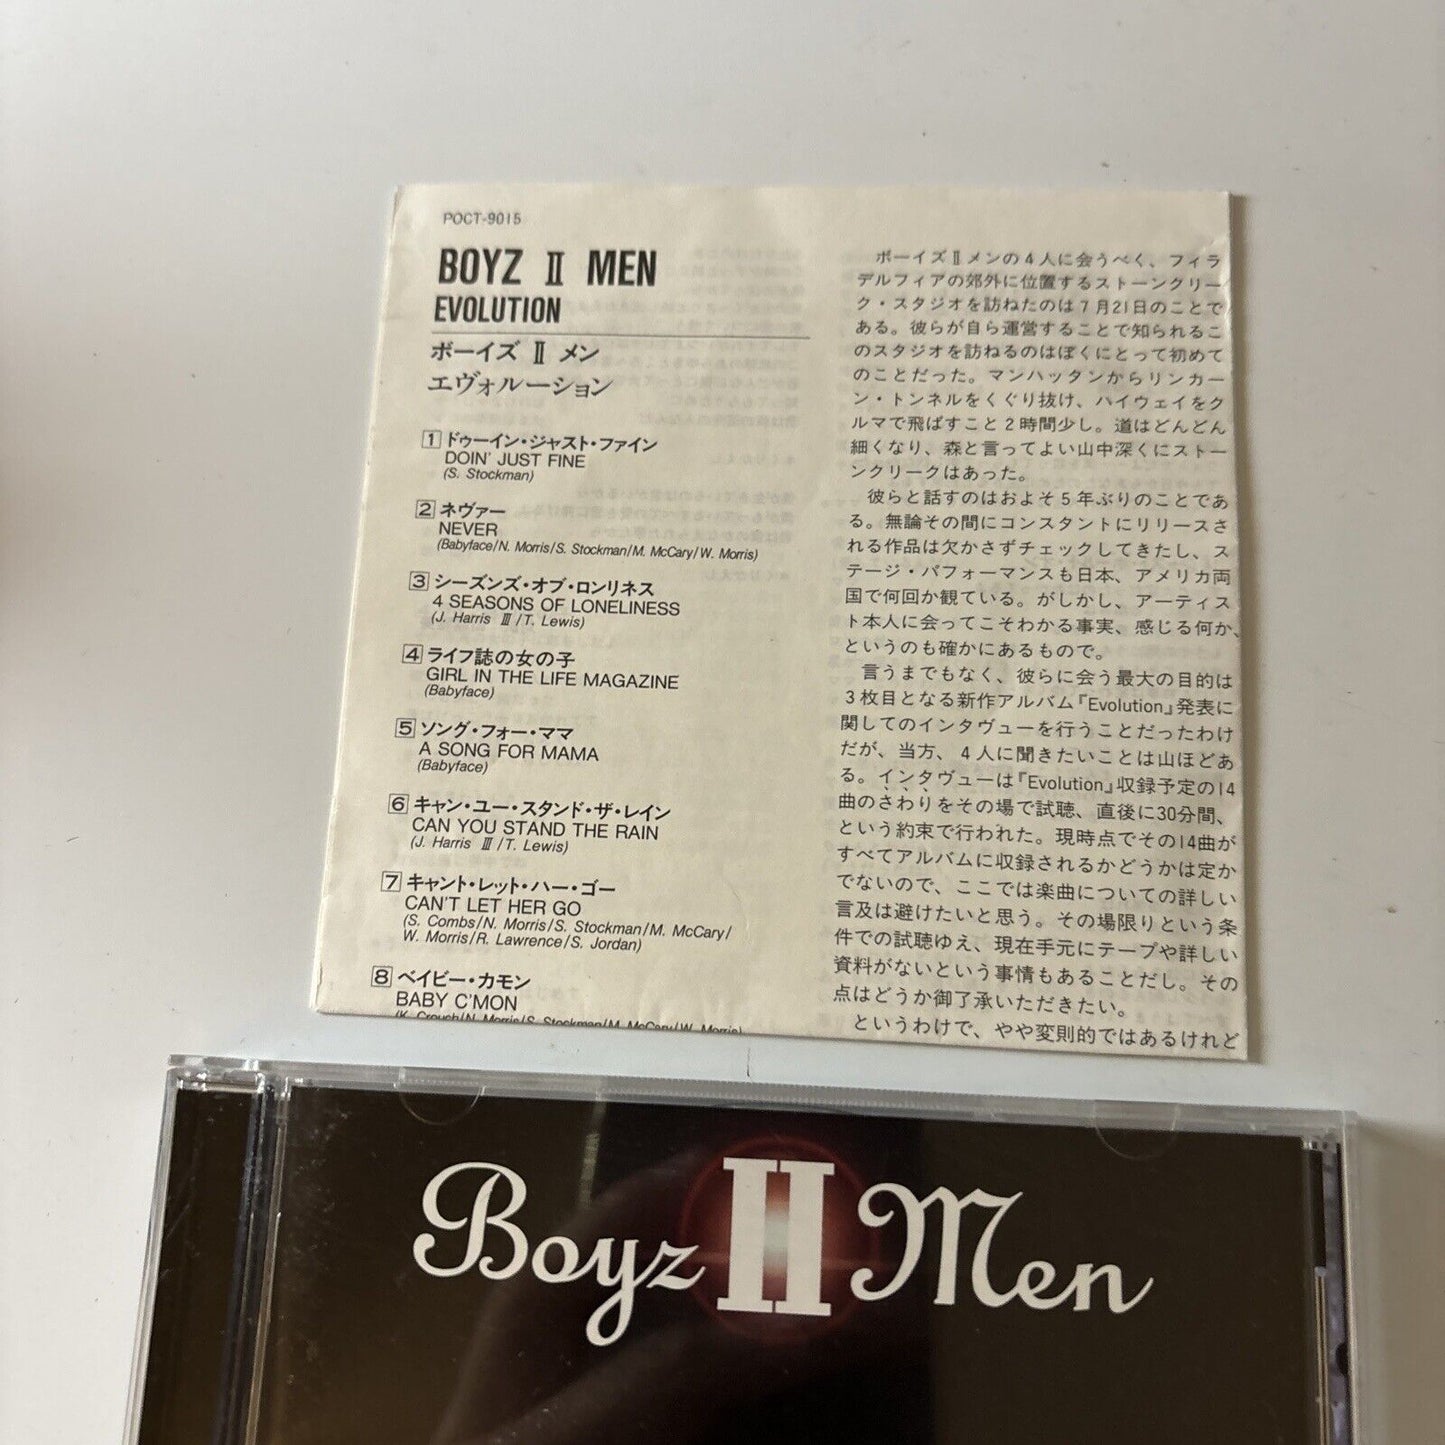 POCT-9015
BOYZ Ⅱ MEN
EVOLUTION
ボーイズ Ⅱ メン
エヴォルーション
1 ドゥーイン・ジャスト・ファイン
DOIN' JUST FINE
(S. Stockman)
2 ネヴァー
NEVER
(Babyface/N. Morris/S. Stockman/M. McCary/W. Morris)
3 シーズンズ・オブ・ロンリネス
4 SEASONS OF LONELINESS
(J. Harris Ⅲ/T. Lewis)
4 ライフ誌の女の子
GIRL IN THE LIFE MAGAZINE
(Babyface)
5 ソング・フォー・ママ
A SONG FOR MAMA
(Babyface)
6 キャン・ユー・スタンド・ザ・レイン
CAN YOU STAND THE RAIN
(J. Harris Ⅲ/T. Lewis)
7 キャント・レット・ハー・ゴー
CAN'T LET HER GO
(S. Combs/N. Morris/S. Stockman/M. McCary/
W. Morris/R. Lawrence/S. Jordan)
8 ベイビー・カモン
BABY C'MON
(K. Crouch/N. Morris/S. Stockman/M. McCary/W. Morris)
ボーイズⅡメンの4人に会うべく、フィラ
デルフィアの郊外に位置するストーンクリー
ク・スタジオを訪ねたのは7月21日のことで
ある。彼らが自ら運営することで知られるこ
のスタジオを訪ねるのはぼくにとって初めて
のことだった。マンハッタンからリンカー
ン・トンネルをくぐり抜け、ハイウェイをク
ルマで飛ばすこと2時間少し。道はどんどん
細くなり、森と言ってよい山中深くにストー
ンクリークはあった。
彼らと話すのはおよそ5年ぶりのことであ
る。無論その間にコンスタントにリリースさ
れる作品は欠かさずチェックしてきたし、ス
テージ・パフォーマンスも日本、アメリカ両
国で何回か観ている。がしかし、アーティス
ト本人に会ってこそわかる事実、感じる何か、
というのも確かにあるもので。
言うまでもなく、彼らに会う最大の目的は
3枚目となる新作アルバム『Evolution』発表に
関してのインタヴューを行うことだったわけ
だが、当方、4人に聞きたいことは山ほどあ
る。インタヴューは『Evolution』収録予定の14
曲のさわりをその場で試聴、直後に30分間、
という約束で行われた。現時点でその14曲が
すべてアルバムに収録されるかどうかは定か
でないので、ここでは楽曲についての詳しい
言及は避けたいと思う。その場限りという条
件での試聴ゆえ、現在手元にテープや詳しい
資料がないという事情もあることだし。その
点はどうか御了承いただきたい。
というわけで、やや変則的ではあるけれど
Boyz II Men